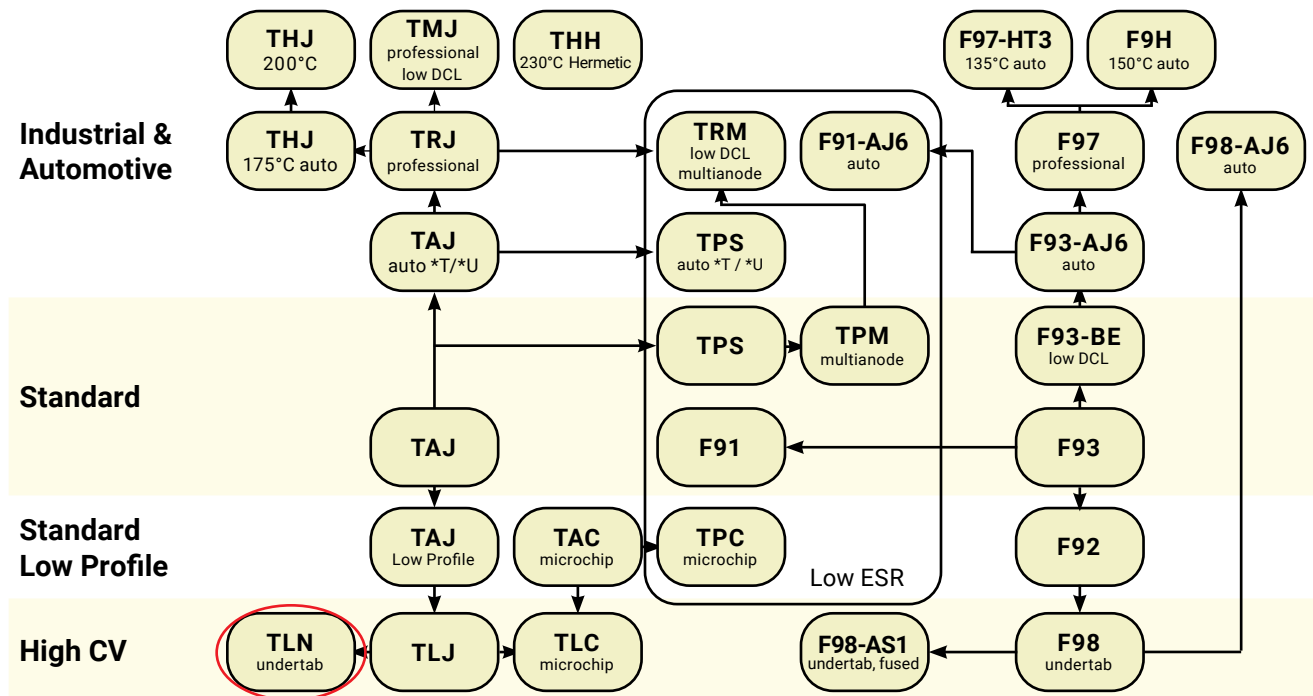 THJ
200°C
TMJ
professional
low DCL
THH
230°C Hermetic
F97-HT3
135°C auto
F9H
150°C auto
Industrial &
Automotive
THJ
175°C auto
TRJ
professional
TRM
low DCL
multianode
F91-AJ6
auto
F97
professional
F98-AJ6
auto
TAJ
auto *T/*U
TPS
auto *T / *U
F93-AJ6
auto
Standard
TPS
TPM
multianode
F93-BE
low DCL
TAJ
F91
F93
Standard
Low Profile
TAJ
Low Profile
TAC
microchip
TPC
microchip
F92
Low ESR
High CV
TLN
undertab
TLJ
TLC
microchip
F98-AS1
undertab, fused
F98
undertab